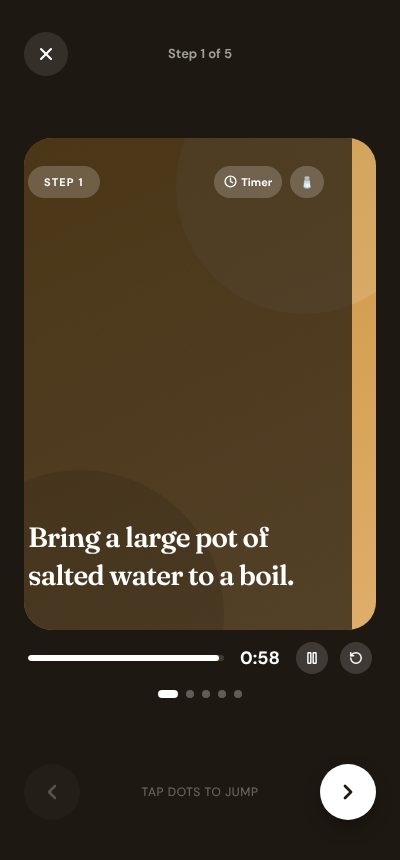 Step 1 of 5
STEP 1
Timer
Bring a large pot of
salted water to a boil.
0:58
TAP DOTS TO JUMP